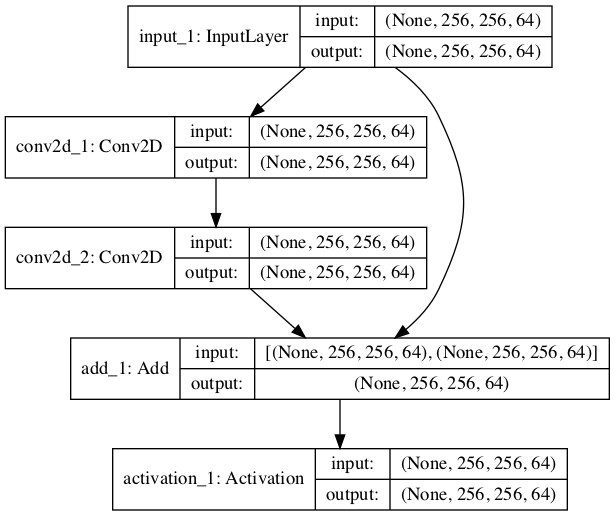 input_1: InputLayer
input:
(None, 256, 256, 64)
output:
(None, 256, 256, 64)
conv2d_1: Conv2D
input:
(None, 256, 256, 64)
output:
(None, 256, 256, 64)
conv2d_2: Conv2D
input:
(None, 256, 256, 64)
output:
(None, 256, 256, 64)
add_1: Add
input:
[(None, 256, 256, 64), (None, 256, 256, 64)]
output:
(None, 256, 256, 64)
activation_1: Activation
input:
(None, 256, 256, 64)
output:
(None, 256, 256, 64)